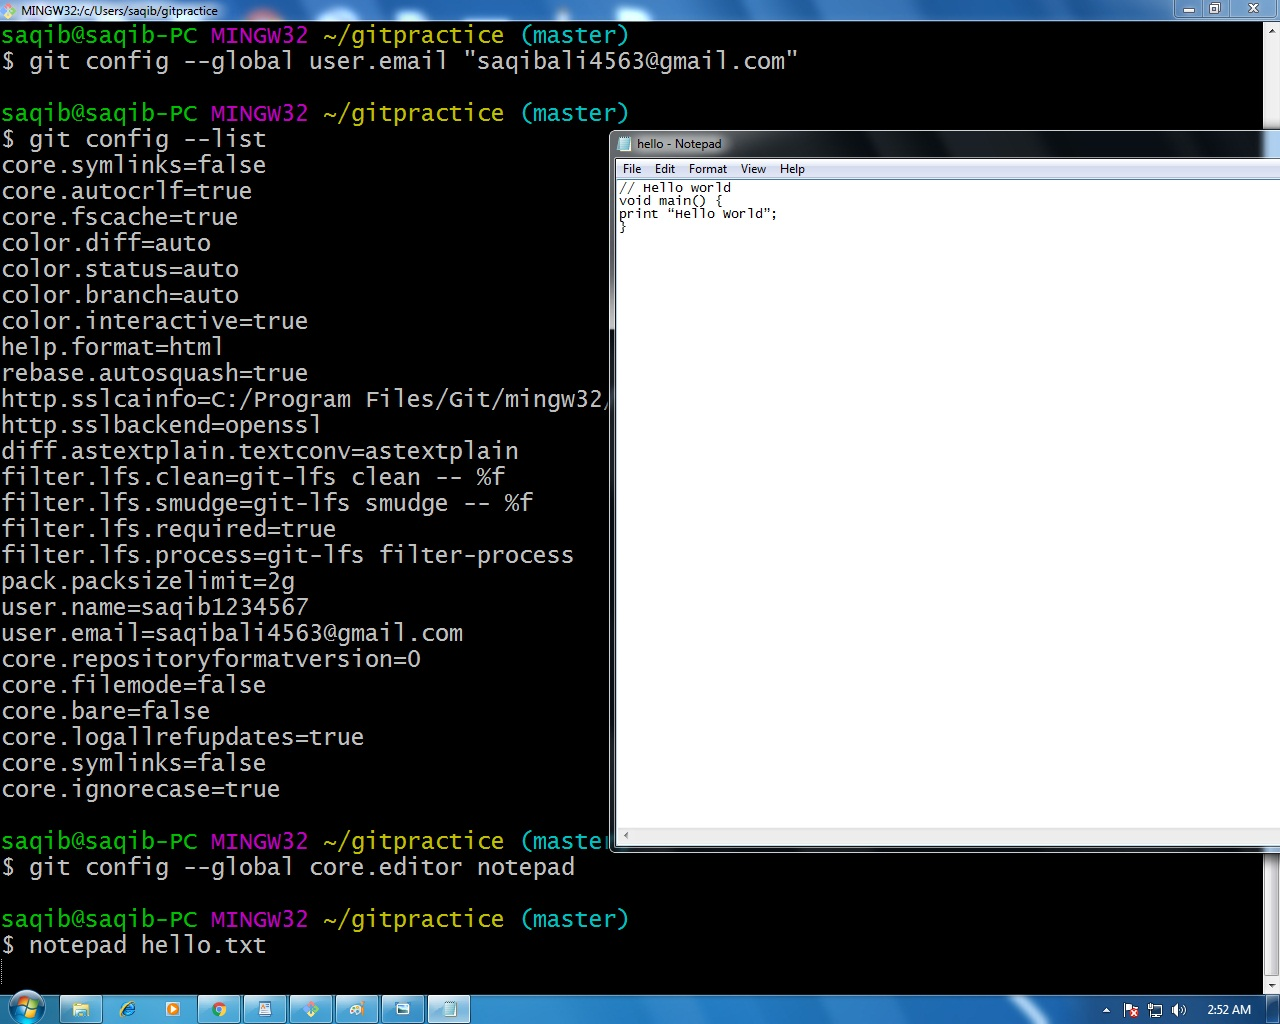 MINGW32:/c/Users/saqib/gitpractice
saqib@saqib-PC MINGW32 ~/gitpractice (master)
$ git config --global user.email "saqibali4563@gmail.com"
saqib@saqib-PC MINGW32 ~/gitpractice (master)
$ git config --list
core.symlinks=false
core.autocrlf=true
core.fscache=true
color.diff=auto
color.status=auto
color.branch=auto
color.interactive=true
help.format=html
rebase.autosquash=true
http.sslcainfo=C:/Program Files/Git/mingw32/
http.sslbackend=openssl
diff.astextplain.textconv=astextplain
filter.lfs.clean=git-lfs clean -- %f
filter.lfs.smudge=git-lfs smudge -- %f
filter.lfs.required=true
filter.lfs.process=git-lfs filter-process
pack.packsizelimit=2g
user.name=saqib1234567
user.email=saqibali4563@gmail.com
core.repositoryformatversion=0
core.filemode=false
core.bare=false
core.logallrefupdates=true
core.symlinks=false
core.ignorecase=true
saqib@saqib-PC MINGW32 ~/gitpractice (master
$ git config --global core.editor notepad
saqib@saqib-PC MINGW32 ~/gitpractice (master)
$ notepad hello.txt
hello - Notepad
File Edit Format View Help
// Hello world
void main() {
print “Hello World”;
}
2:52 AM